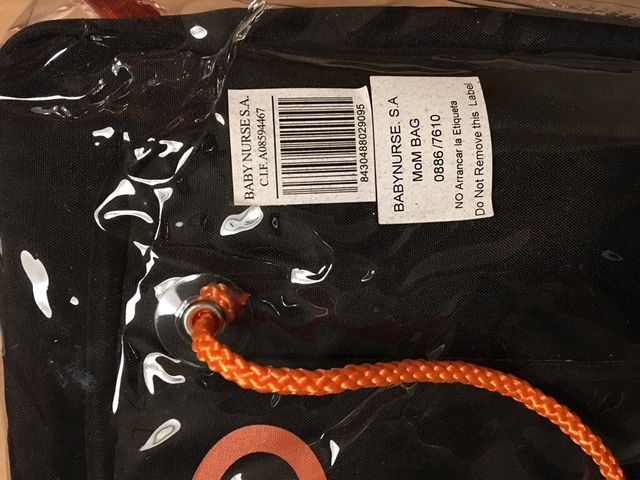 BABY NURSE S.A.
C.I.F. A08594467
8430488029095
BABYNURSE. S.A
MoM BAG
0886/7610
NO Arrancar la Etiqueta
Do Not Remove this Label